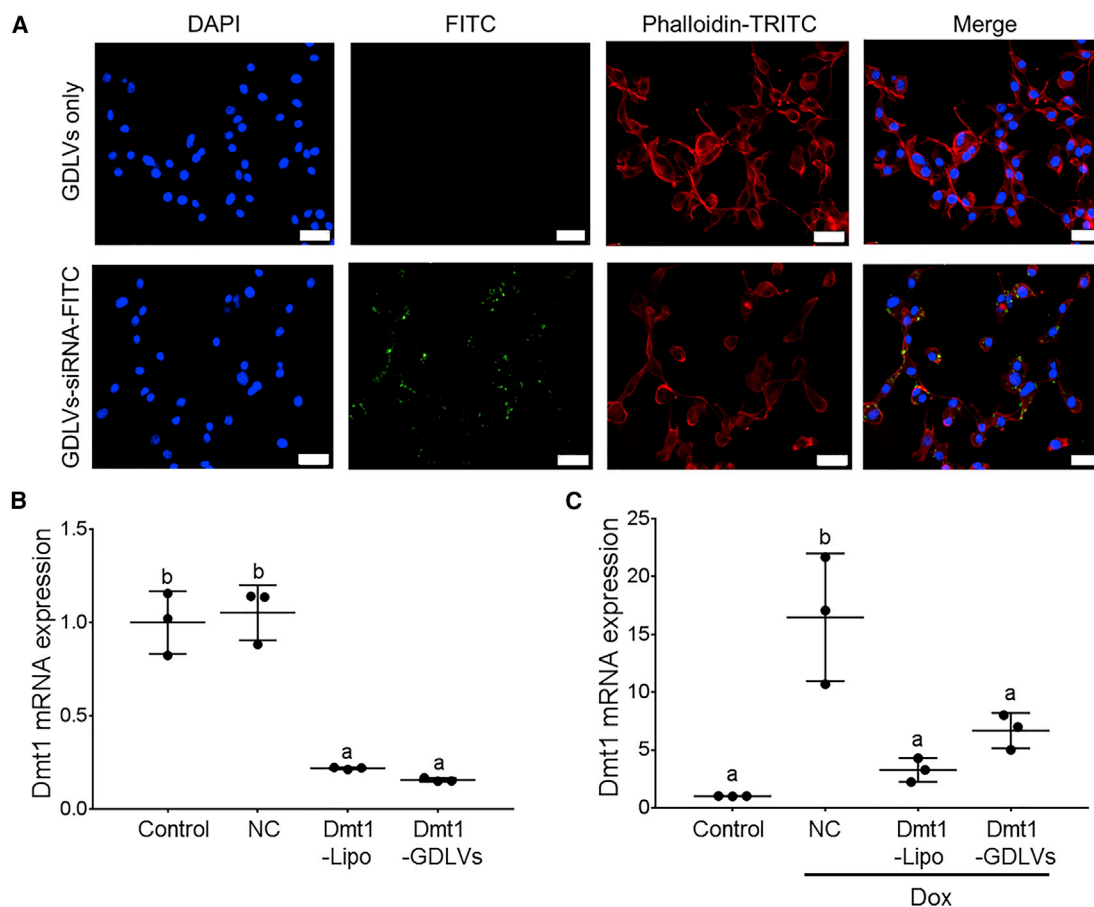 A
DAPI
FITC
Phalloidin-TRITC
Merge
GDLVs only
GDLVs-siRNA-FITC
B
Dmt1 mRNA expression
1.5
1.0
0.5
0.0
b
b
a
a
Control
NC
Dmt1
-Lipo
Dmt1
-GDLVs
C
Dmt1 mRNA expression
25
20
15
10
5
0
a
b
a
a
Control
NC
Dmt1
-Lipo
Dmt1
-GDLVs
Dox